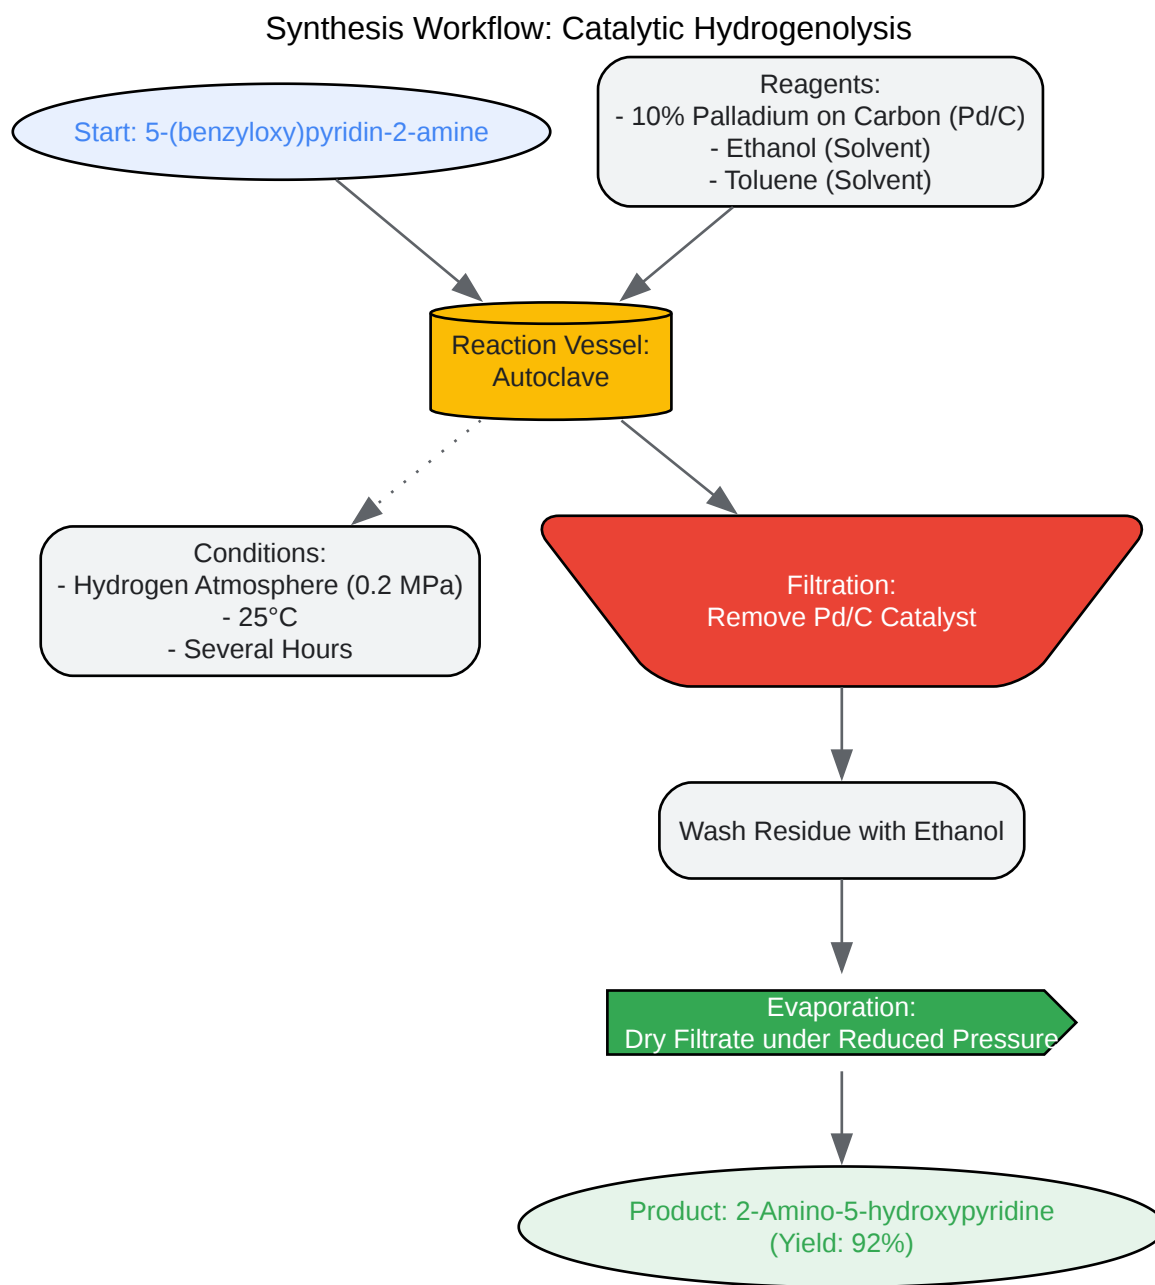 Synthesis Workflow: Catalytic Hydrogenolysis
Start: 5-(benzyloxy)pyridin-2-amine
Reagents:
- 10% Palladium on Carbon (Pd/C)
- Ethanol (Solvent)
- Toluene (Solvent)
Reaction Vessel:
Autoclave
Conditions:
- Hydrogen Atmosphere (0.2 MPa)
- 25°C
- Several Hours
Filtration:
Remove Pd/C Catalyst
Wash Residue with Ethanol
Evaporation:
Dry Filtrate under Reduced Pressure
Product: 2-Amino-5-hydroxypyridine
(Yield: 92%)